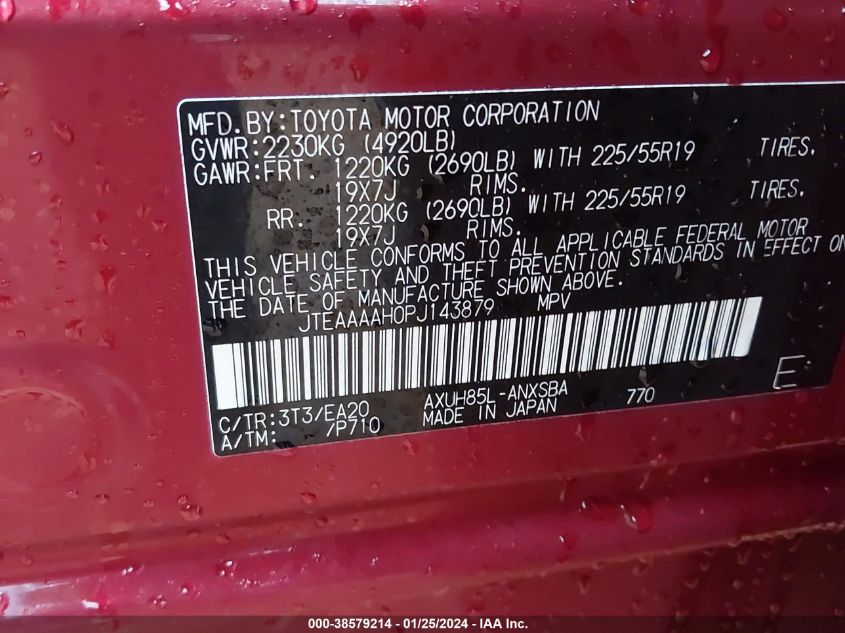 MFD.BY:TOYOTA MOTOR CORPORATION
GVWR:2230KG (4920LB)
GAWR:FRT. 1220KG (2690LB) WITH 225/55R19 TIRES.
19X7J RIMS.
RR. 1220KG (2690LB) WITH 225/55R19 TIRES.
19X7J RIMS.
THIS VEHICLE CONFORMS TO ALL APPLICABLE FEDERAL MOTOR
VEHICLE SAFETY AND THEFT PREVENTION STANDARDS IN EFFECT ON
THE DATE OF MANUFACTURE SHOWN ABOVE.
JTEAAAAH0PJ143879 MPV
C/TR:3T3/EA20 AXUH85L-ANXSBA 770 E:
A/TM: /P710 MADE IN JAPAN
000-38579214 - 01/25/2024 - IAA Inc.